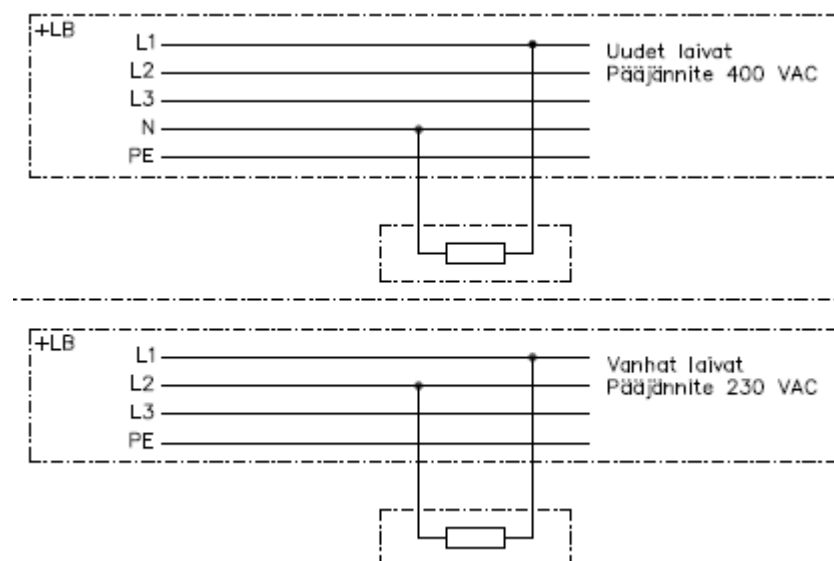 +LB
L1
L2
L3
N
PE
Uudet laivat
Pääjännite 400 VAC
+LB
L1
L2
L3
PE
Vanhat laivat
Pääjännite 230 VAC